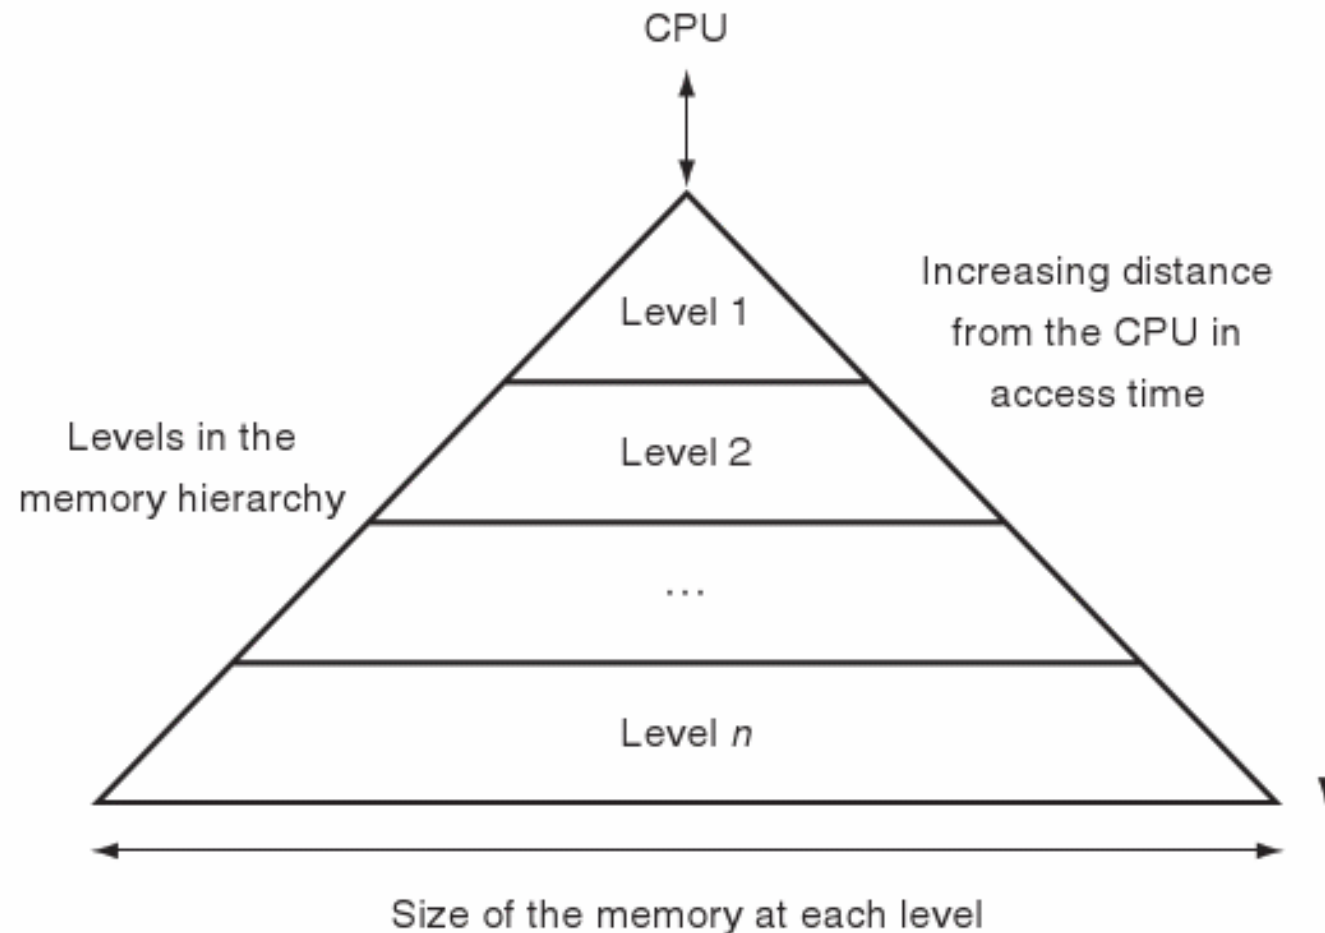 CPU
Level 1
Increasing distance
from the CPU in
access time
Levels in the
memory hierarchy
Level 2
...
Level n
Size of the memory at each level